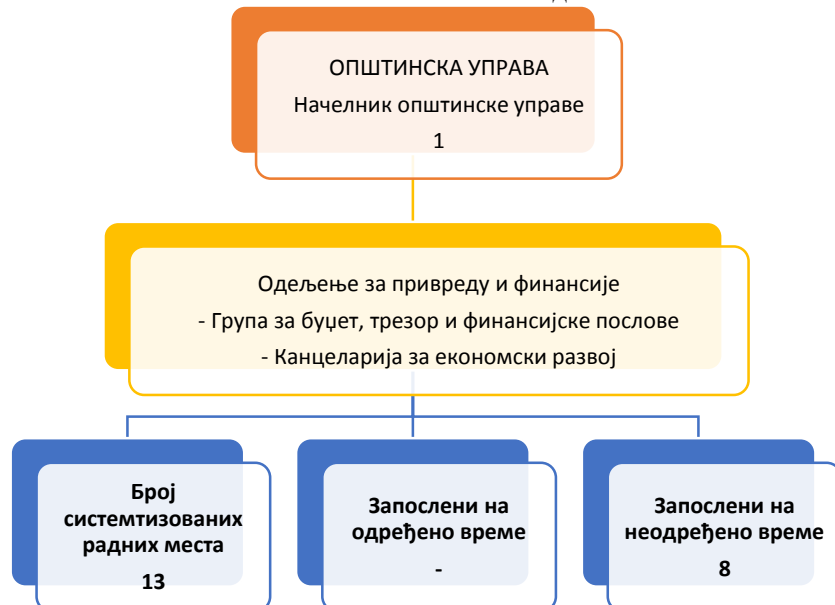 ОПШТИНСКА УПРАВА
Начелник општинске управе
1
Одељење за привреду и финансије
- Група за буџет, трезор и финансијске послове
- Канцеларија за економски развој
Број
системтизованих
радних места
13
Запослени на
одређено време
-
Запослени на
неодређено време
8